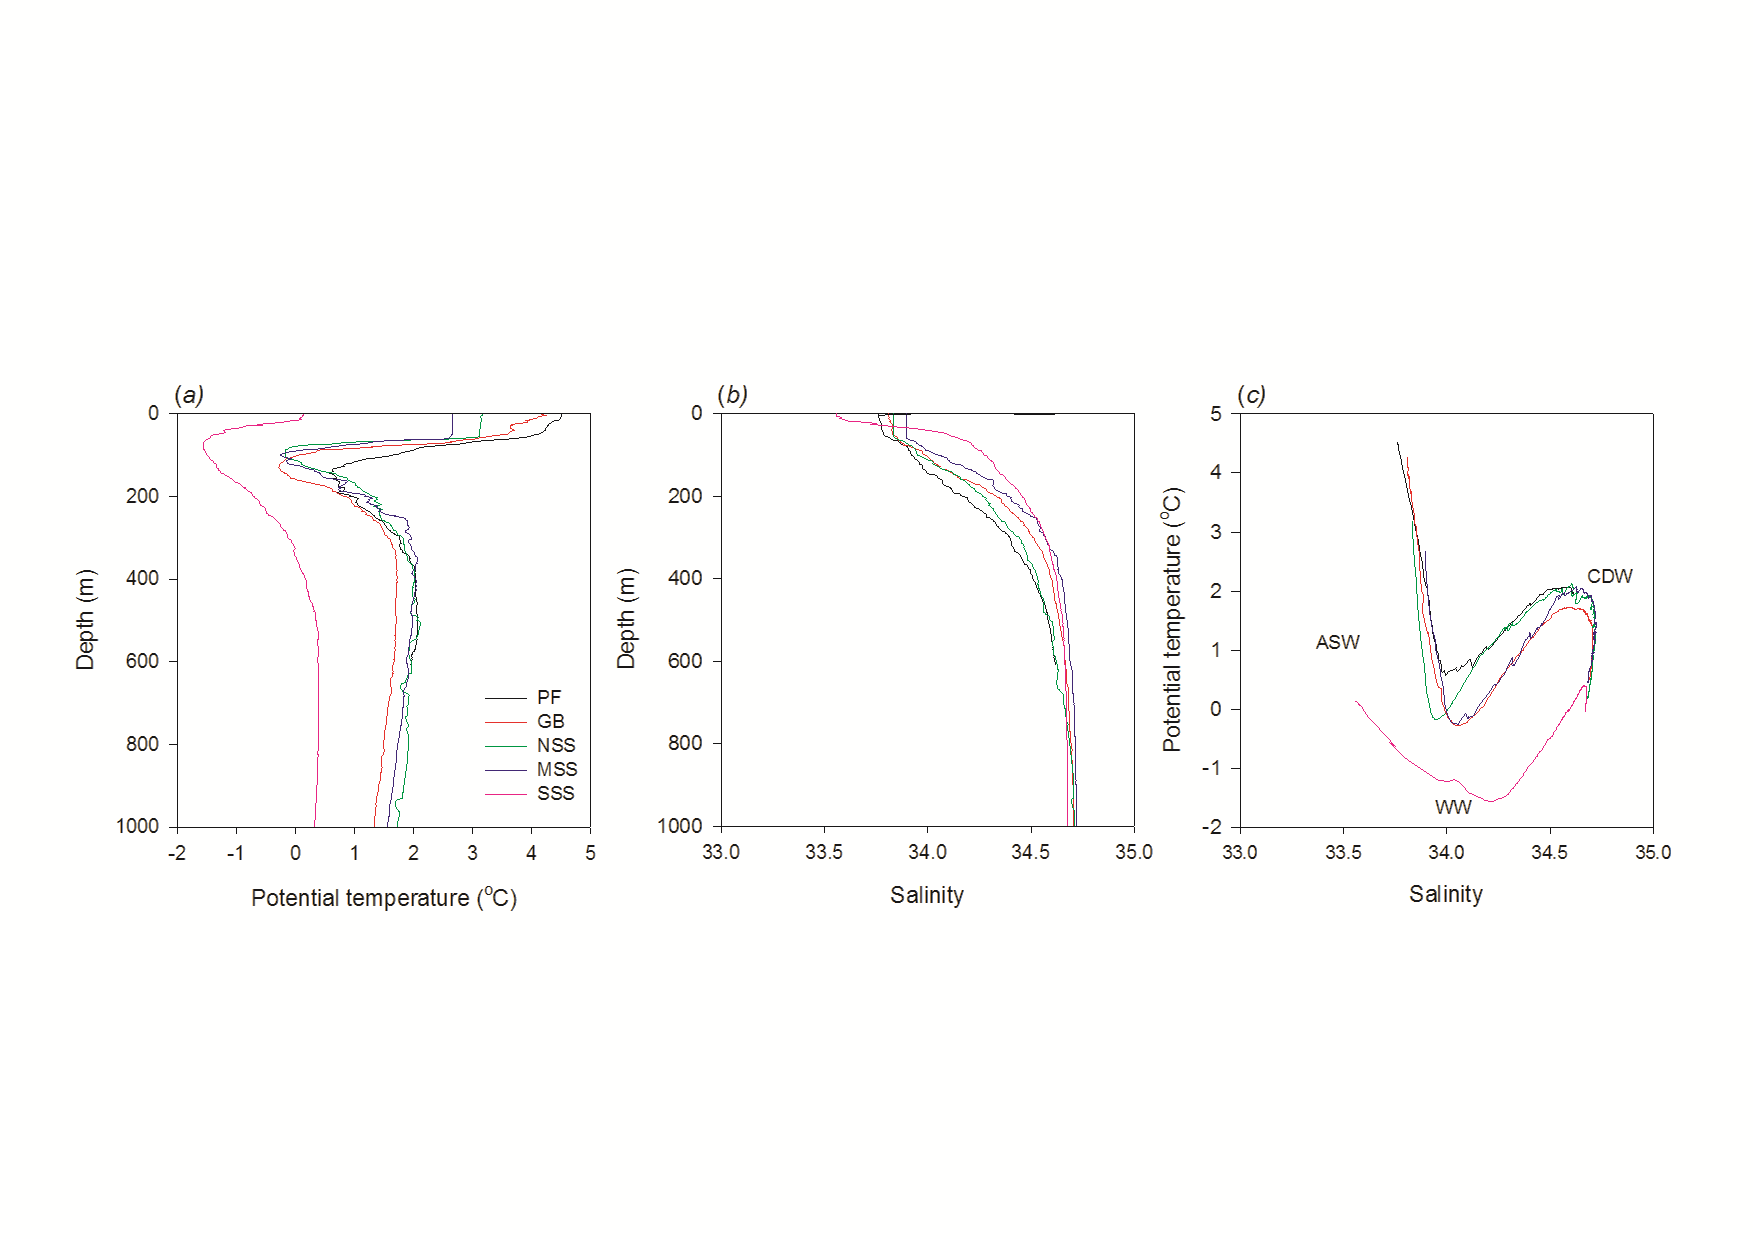 (a)
0
200
400
600
800
1000
Depth (m)
-2 -1 0 1 2 3 4 5
Potential temperature (oC)
PF
GB
NSS
MSS
SSS
(b)
0
200
400
600
800
1000
Depth (m)
33.0 33.5 34.0 34.5 35.0
Salinity
(c)
5
4
3
2
1
0
-1
-2
Potential temperature (oC)
CDW
ASW
WW
33.0 33.5 34.0 34.5 35.0
Salinity